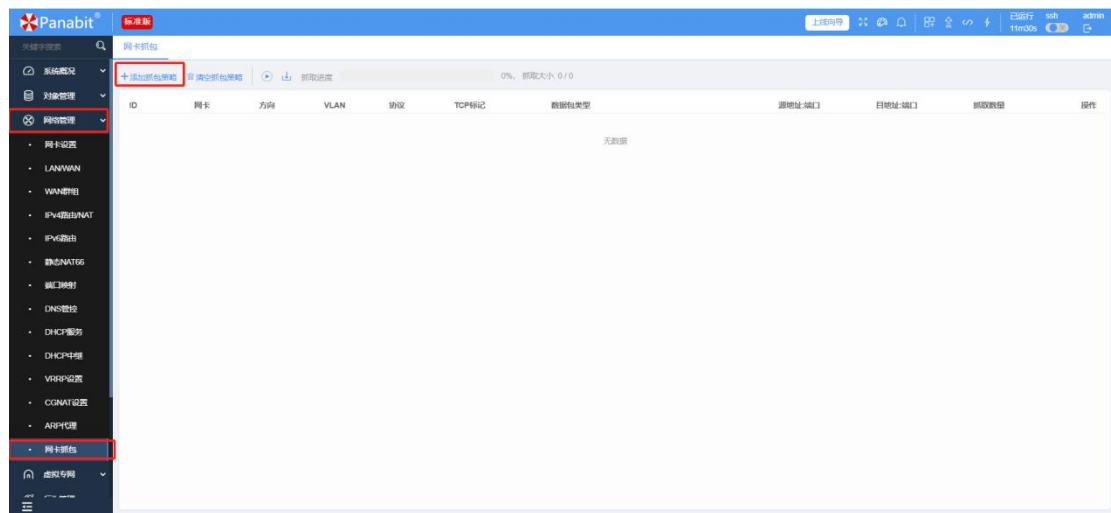 Panabit®
标准版
上线向导
已运行
11m30s
ssh
admin
关键字搜索
网卡抓包
系统概况
对象管理
网络管理
网卡设置
LAN/WAN
WAN群组
IPv4路由/NAT
IPv6路由
静态NAT66
端口映射
DNS管控
DHCP服务
DHCP中继
VRRP设置
CGNAT设置
ARP代理
网卡抓包
虚拟专网
+添加抓包策略
清空抓包策略
抓取进度
0%, 抓取大小: 0 / 0
ID 网卡 方向 VLAN 协议 TCP标记 数据包类型 源地址:端口 目地址:端口 抓取数量 操作
无数据